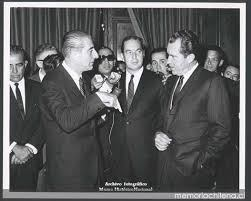 Archivo Fotográfico
Museo Histórico Nacional
memoriachilena.cl